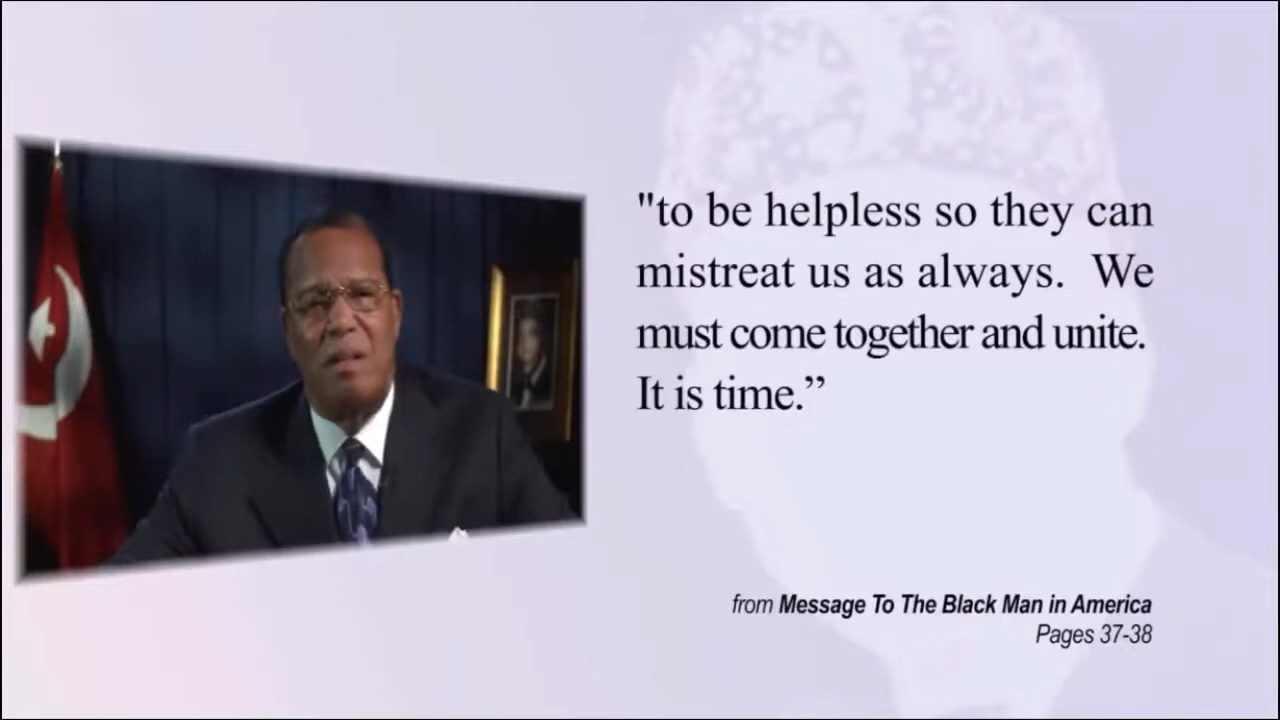 "to be helpless so they can
mistreat us as always. We
must come together and unite.
It is time.”
from Message To The Black Man in America
Pages 37-38